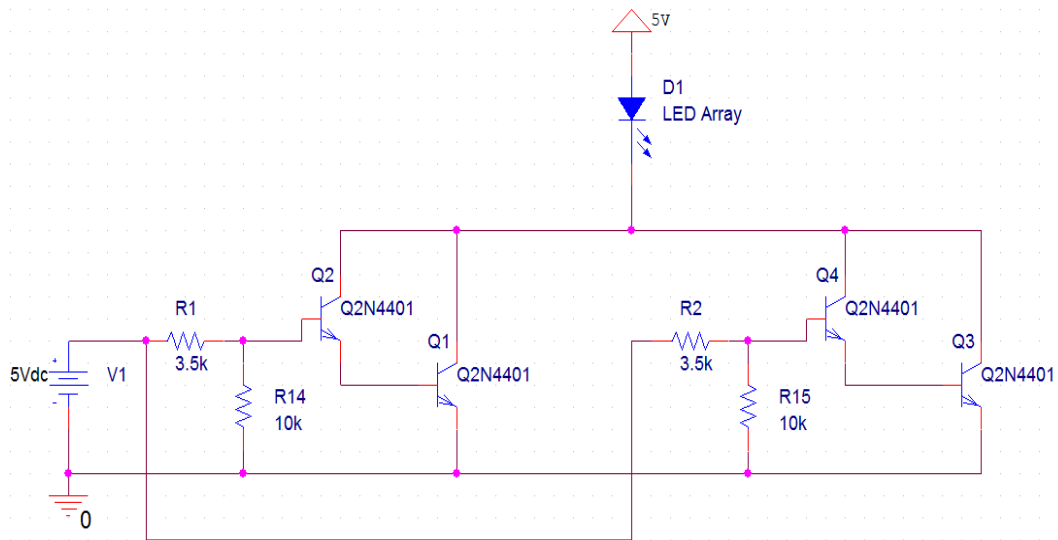 5V
D1
LED Array
Q2
Q2N4401
R1
3.5k
Q1
Q2N4401
5Vdc
V1
R14
10k
Q4
Q2N4401
R2
3.5k
Q3
Q2N4401
R15
10k
0